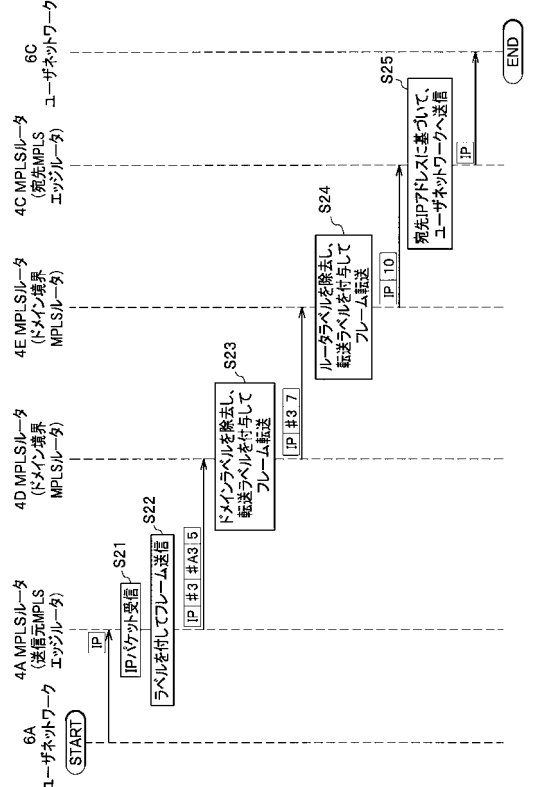 6A
ユーザネットワーク
4A MPLSルータ
(送信元MPLS
エッジルータ)
4D MPLSルータ
(ドメイン境界
MPLSルータ)
4E MPLSルータ
(ドメイン境界
MPLSルータ)
4C MPLSルータ
(宛先MPLS
エッジルータ)
6C
ユーザネットワーク
START
IP
S21
IPパケット受信
S22
ラベルを付してフレーム送信
IP #3 #A3 5
S23
ドメインラベルを除去し、
転送ラベルを付与して
フレーム転送
IP #3 7
S24
ルータラベルを除去し、
転送ラベルを付与して
フレーム転送
IP 10
S25
宛先IPアドレスに基づいて、
ユーザネットワークへ送信
IP
END